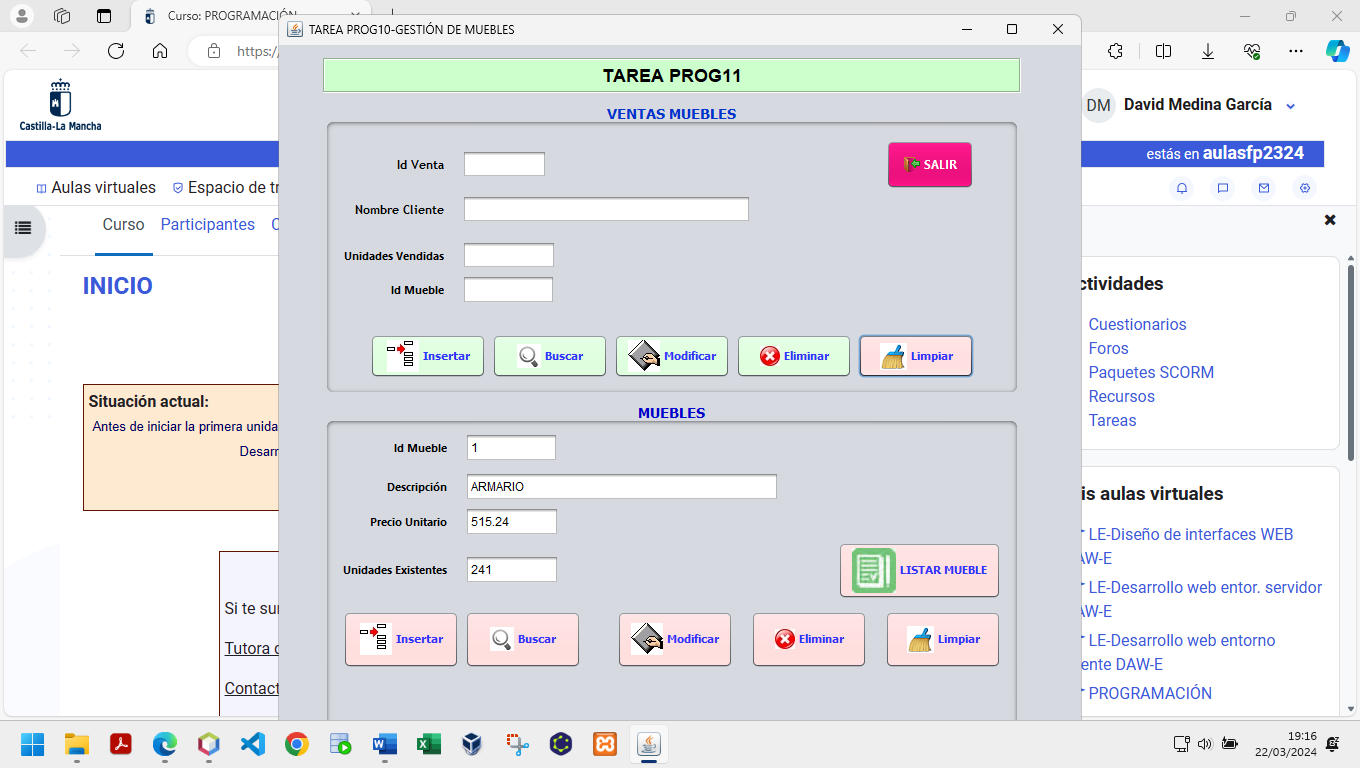 Curso: PROGRAMACIÓN
https:/
Castilla-La Mancha
Aulas virtuales
Espacio de
Curso Participantes
INICIO
Situación actual:
Antes de iniciar la primera unida
Desarr
Si te sur
Tutora
Contact
TAREA PROG10-GESTIÓN DE MUEBLES
TAREA PROG11
VENTAS MUEBLES
Id Venta
SALIR
Nombre Cliente
Unidades Vendidas
Id Mueble
Insertar Buscar Modificar Eliminar Limpiar
MUEBLES
Id Mueble 1
Descripción ARMARIO
Precio Unitario 515.24
Unidades Existentes 241
LISTAR MUEBLE
Insertar Buscar Modificar Eliminar Limpiar
DM David Medina García
estás en aulasfp2324
ctividades
Cuestionarios
Foros
Paquetes SCORM
Recursos
Tareas
is aulas virtuales
LE-Diseño de interfaces WEB
AW-E
LE-Desarrollo web entor. servidor
AW-E
LE-Desarrollo web entorno
ente DAW-E
PROGRAMACIÓN
19:16
22/03/2024